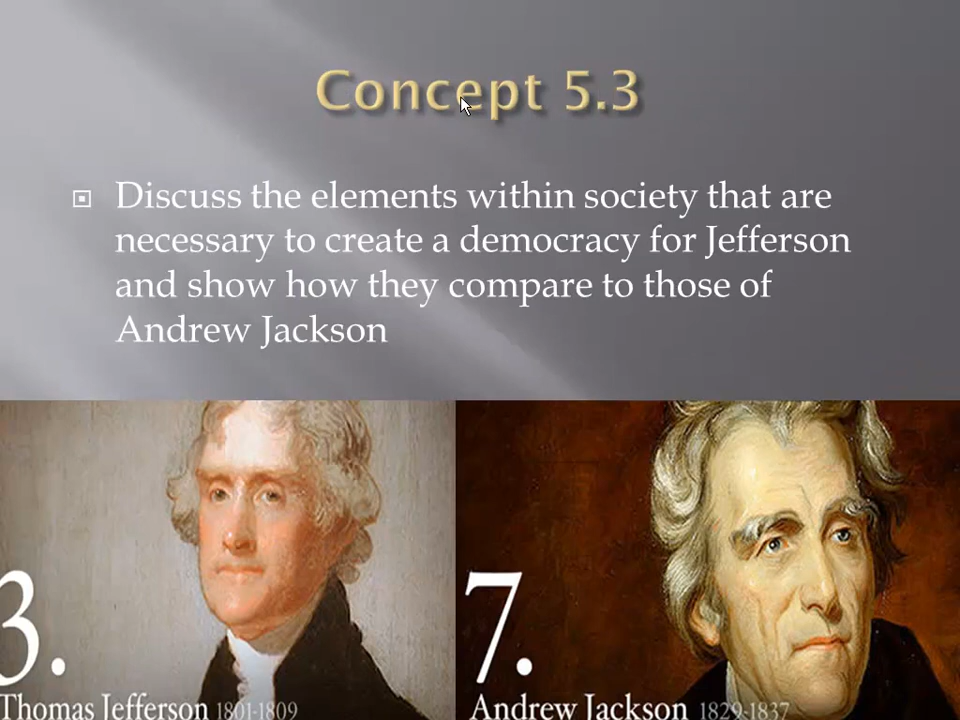 Concept 5.3
Discuss the elements within society that are
necessary to create a democracy for Jefferson
and show how they compare to those of
Andrew Jackson
3.
Thomas Jefferson 1801-1809
7.
Andrew Jackson 1829-1837